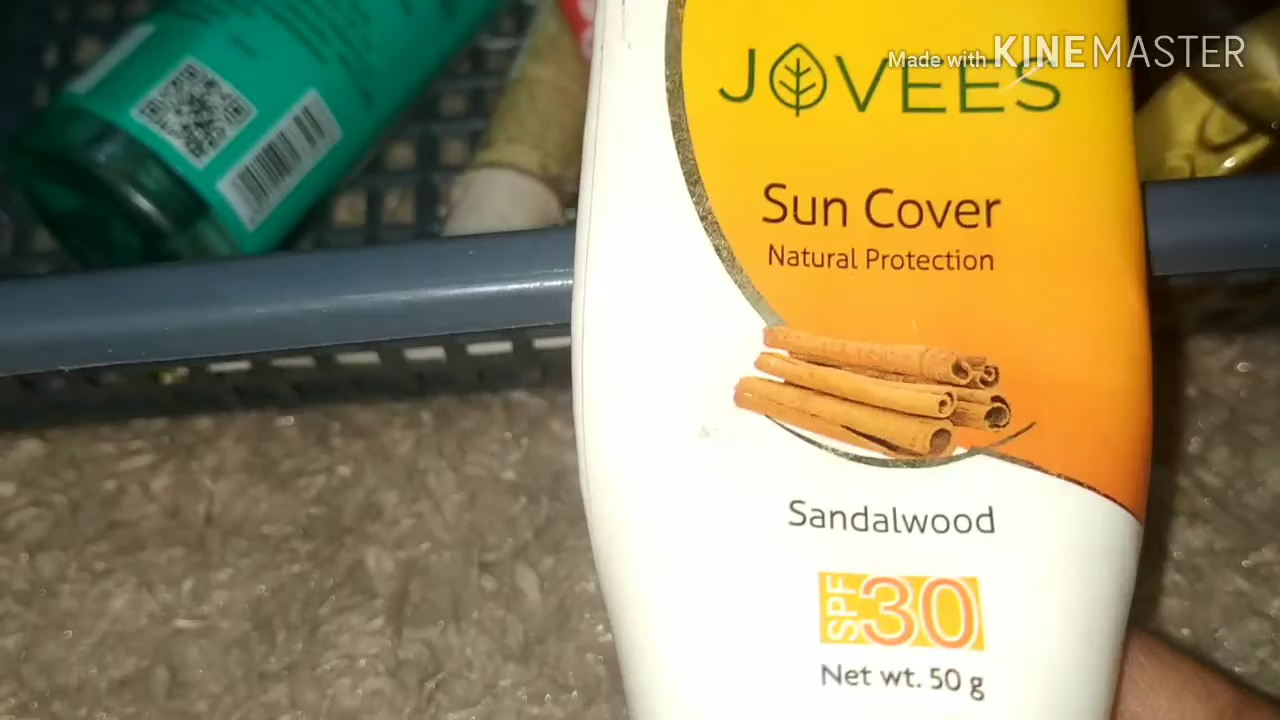 Made with KINEMASTER
JOVEES
Sun Cover
Natural Protection
Sandalwood
SPF 30
Net wt. 50 g